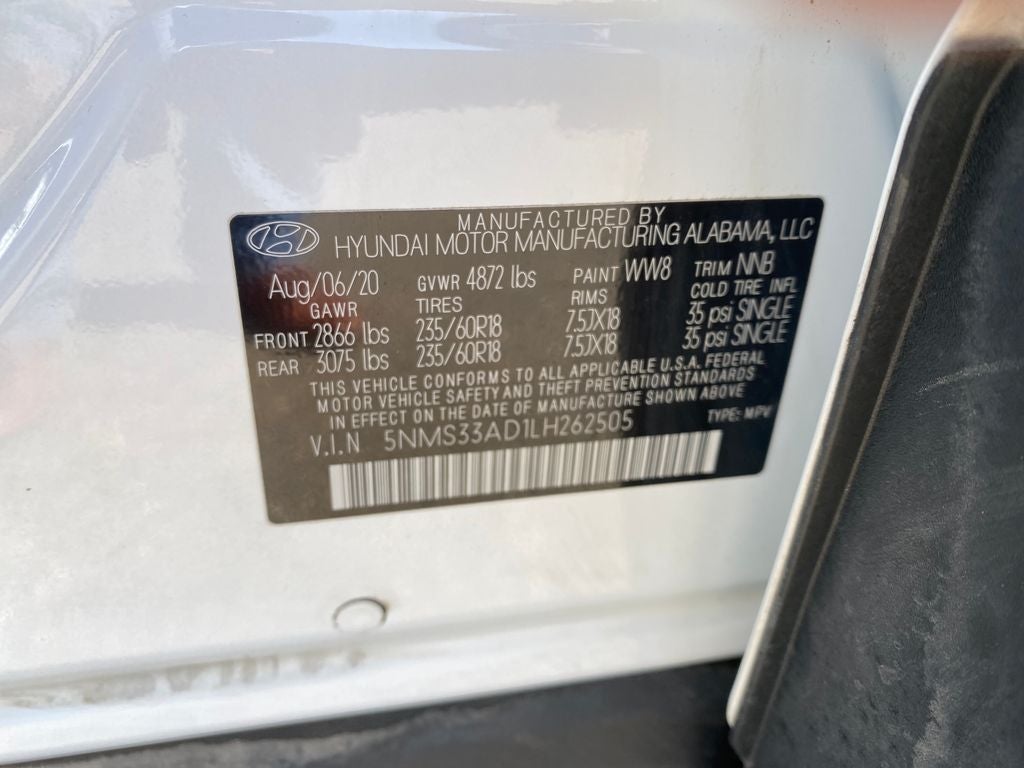 MANUFACTURED BY
HYUNDAI MOTOR MANUFACTURING ALABAMA, LLC
Aug/06/20 GVWR 4872 lbs PAINT WW8 TRIM NNB
GAWR TIRES RIMS COLD TIRE INFL
FRONT 2866 lbs 235/60R18 7.5JX18 35 psi SINGLE
REAR 3075 lbs 235/60R18 7.5JX18 35 psi SINGLE
THIS VEHICLE CONFORMS TO ALL APPLICABLE U.S.A. FEDERAL
MOTOR VEHICLE SAFETY AND THEFT PREVENTION STANDARDS
IN EFFECT ON THE DATE OF MANUFACTURE SHOWN ABOVE
V.I.N 5NMS33AD1LH262505 TYPE: MPV